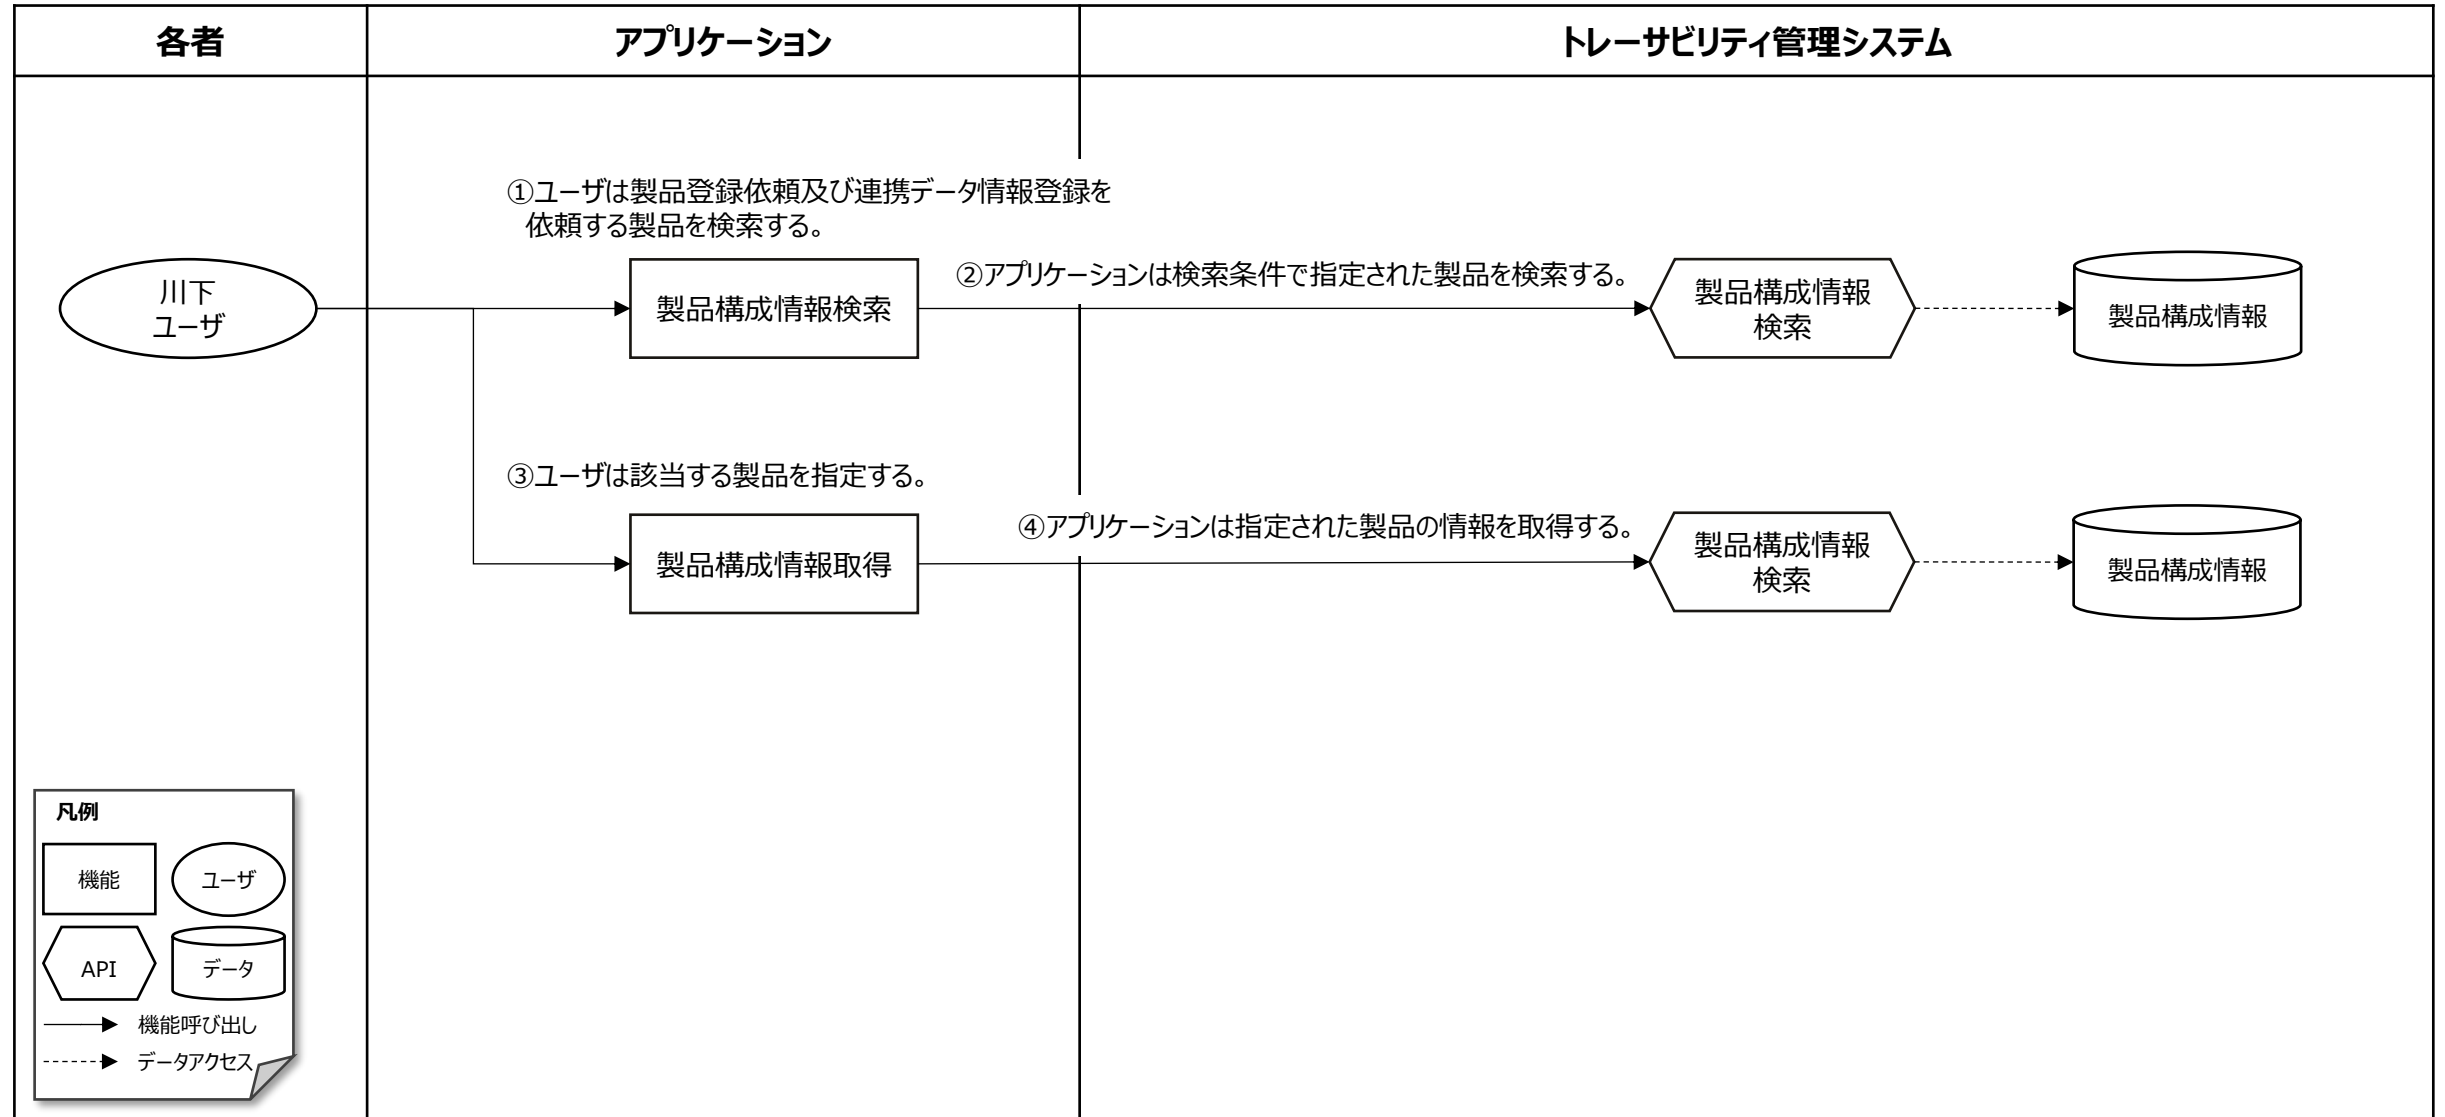 各者
アプリケーション
トレーサビリティ管理システム
①ユーザは製品登録依頼及び連携データ情報登録を
依頼する製品を検索する。
川下
ユーザ
製品構成情報検索
②アプリケーションは検索条件で指定された製品を検索する。
製品構成情報
検索
製品構成情報
③ユーザは該当する製品を指定する。
製品構成情報取得
④アプリケーションは指定された製品の情報を取得する。
製品構成情報
検索
製品構成情報
凡例
機能
ユーザ
API
データ
機能呼び出し
データアクセス